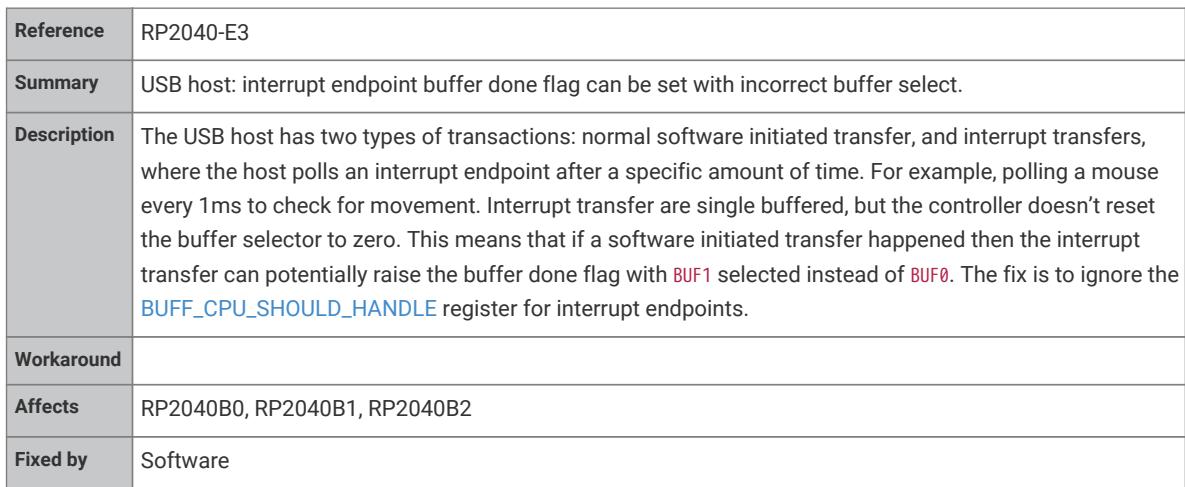 Reference RP2040-E3
Summary USB host: interrupt endpoint buffer done flag can be set with incorrect buffer select.
Description The USB host has two types of transactions: normal software initiated transfer, and interrupt transfers,
where the host polls an interrupt endpoint after a specific amount of time. For example, polling a mouse
every 1ms to check for movement. Interrupt transfer are single buffered, but the controller doesn't reset
the buffer selector to zero. This means that if a software initiated transfer happened then the interrupt
transfer can potentially raise the buffer done flag with BUF1 selected instead of BUF0. The fix is to ignore the
BUFF_CPU_SHOULD_HANDLE register for interrupt endpoints.
Workaround
Affects RP2040B0, RP2040B1, RP2040B2
Fixed by Software